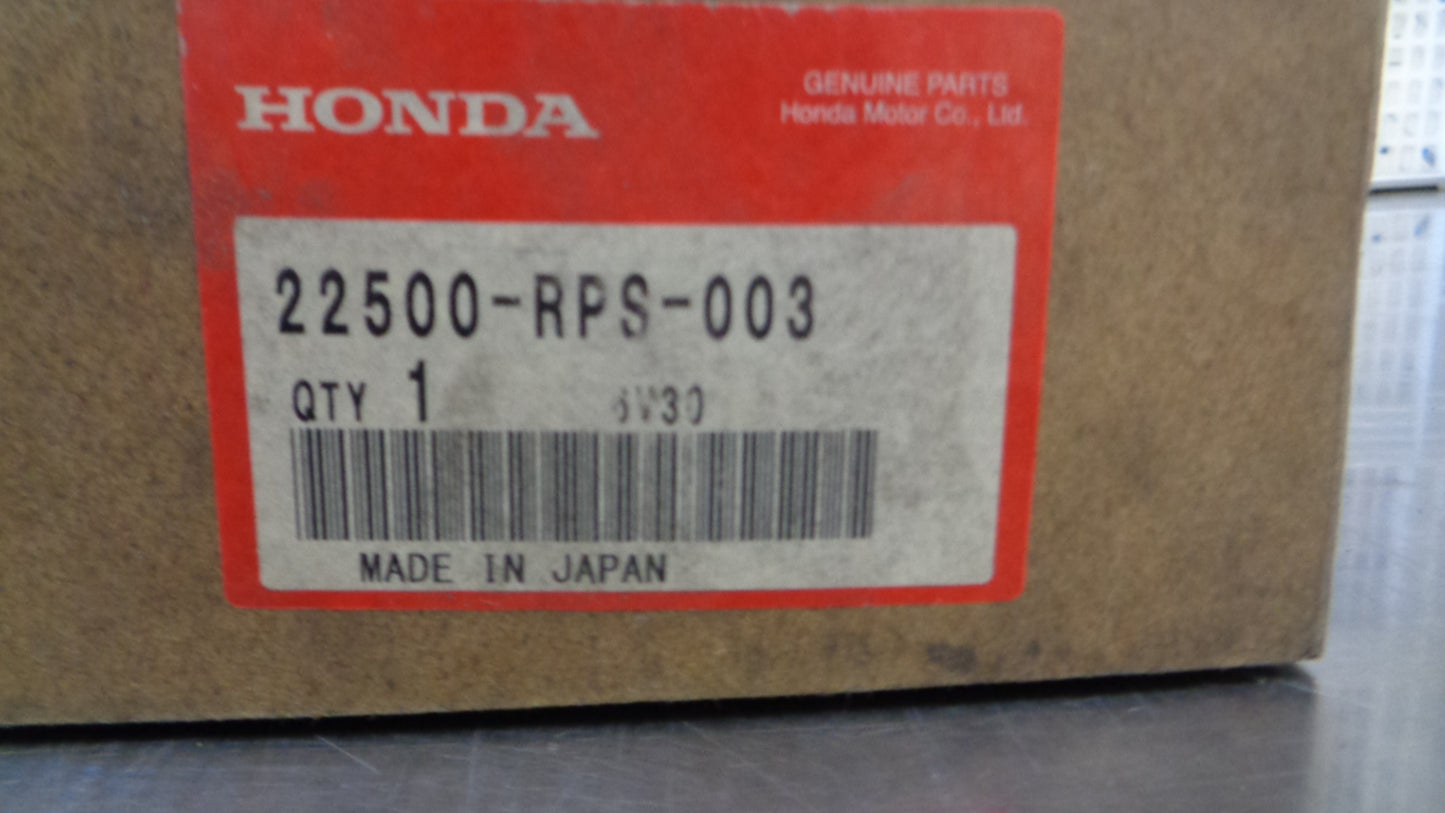 HONDA
GENUINE PARTS
Honda Motor Co., Ltd.
22500-RPS-003
QTY 1
MADE IN JAPAN